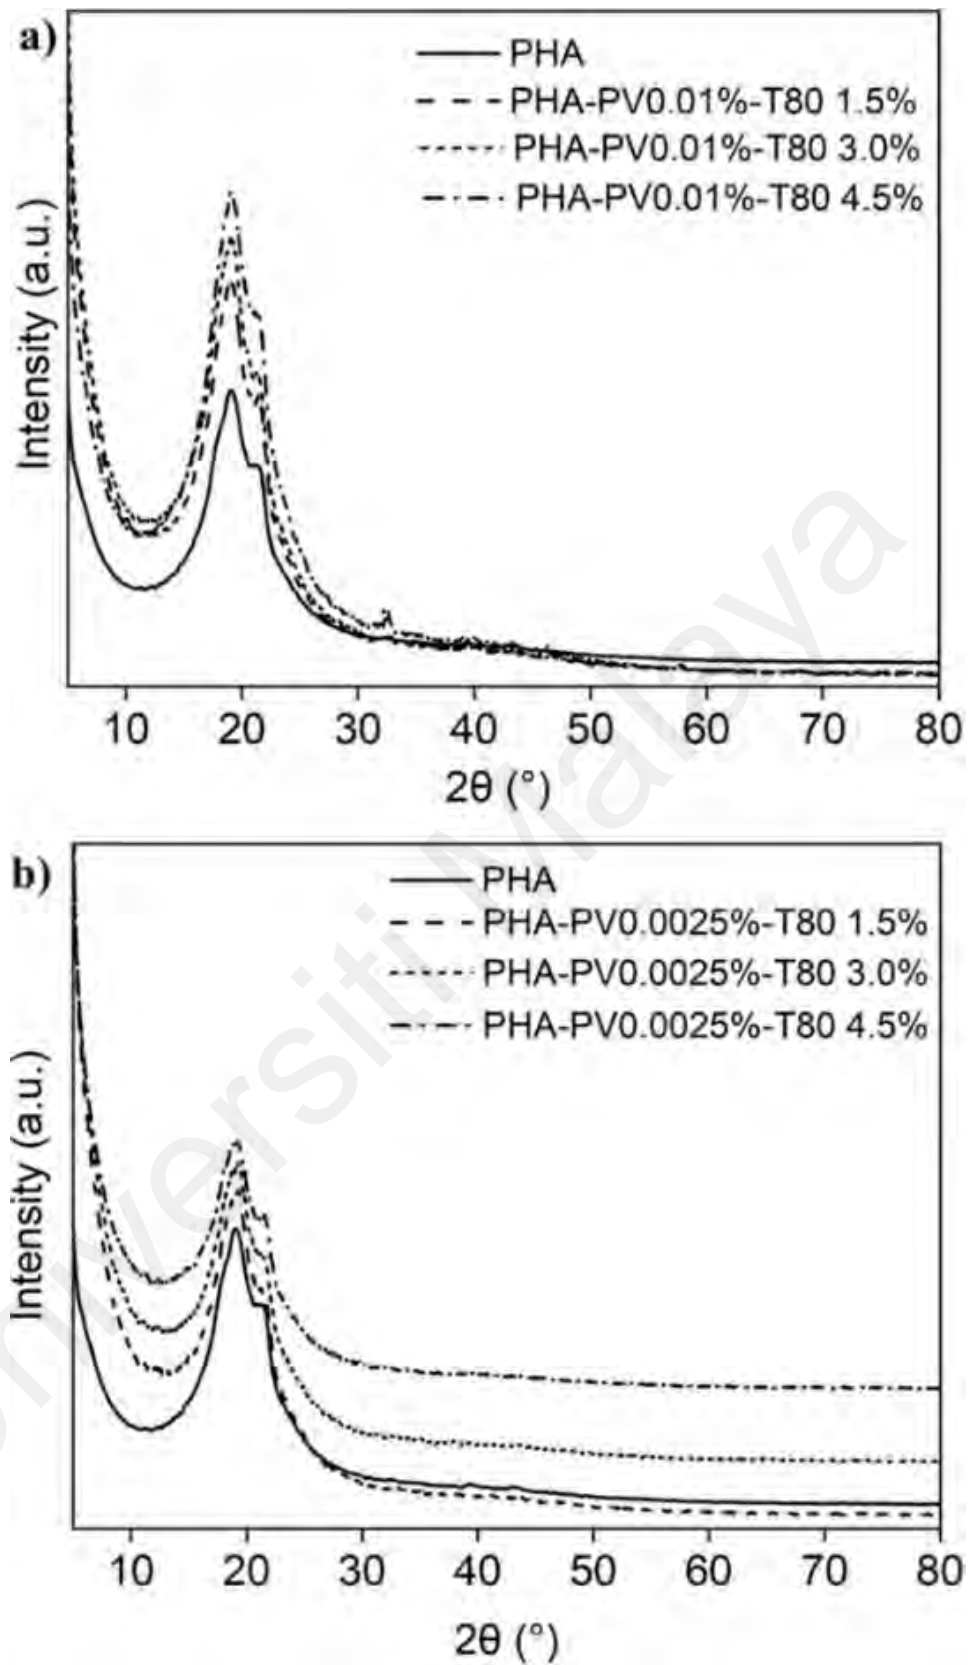 a)
PHA
PHA-PV0.01%-T80 1.5%
PHA-PV0.01%-T80 3.0%
PHA-PV0.01%-T80 4.5%
Intensity (a.u.)
10 20 30 40 50 60 70 80
2θ (°)
b)
PHA
PHA-PV0.0025%-T80 1.5%
PHA-PV0.0025%-T80 3.0%
PHA-PV0.0025%-T80 4.5%
Intensity (a.u.)
10 20 30 40 50 60 70 80
2θ (°)
Universiti Malaya